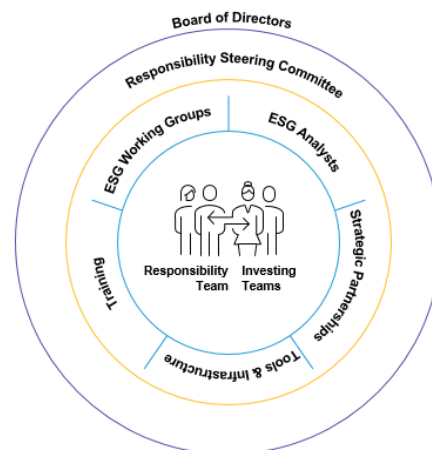 Board of Directors
Responsibility Steering Committee
ESG Working Groups
ESG Analysts
Strategic Partnerships
Tools & Infrastructure
Training
Responsibility Team
Investing Teams